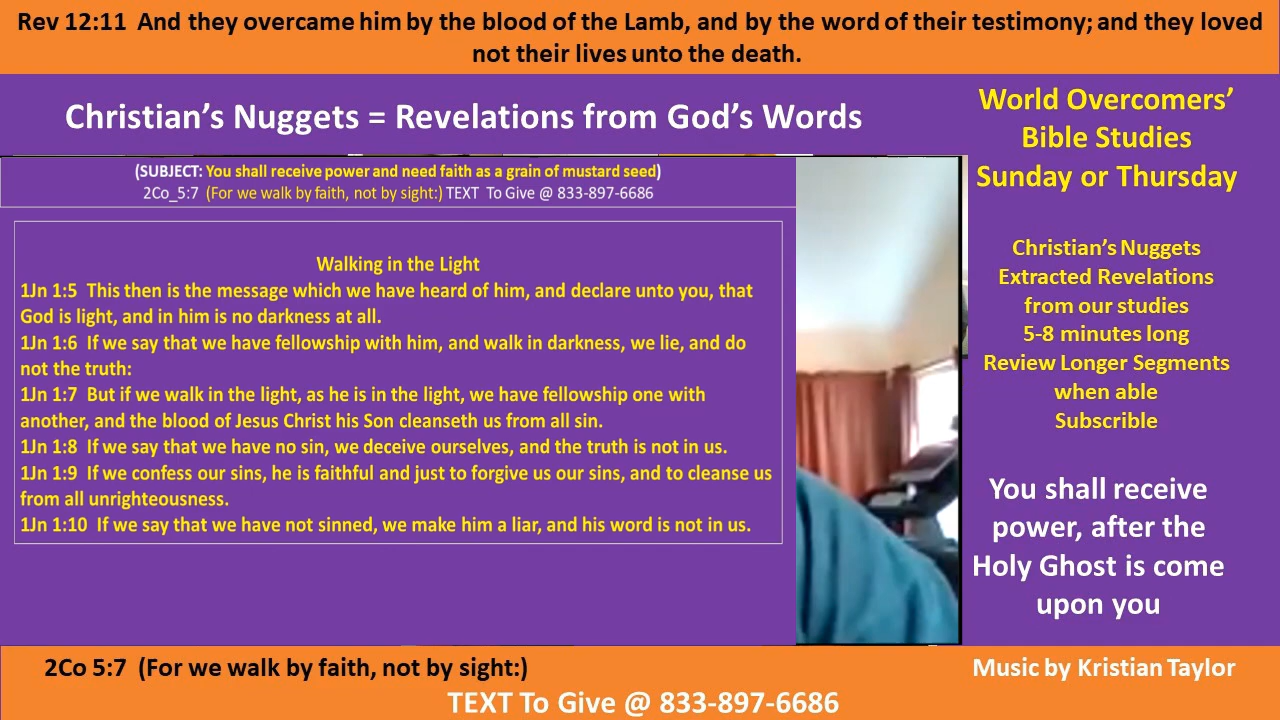 Rev 12:11  And they overcame him by the blood of the Lamb, and by the word of their testimony; and they loved
not their lives unto the death.
Christian’s Nuggets = Revelations from God’s Words
(SUBJECT: You shall receive power and need faith as a grain of mustard seed)
2Co_5:7  (For we walk by faith, not by sight:) TEXT  To Give @ 833-897-6686
Walking in the Light
1Jn 1:5  This then is the message which we have heard of him, and declare unto you, that
God is light, and in him is no darkness at all.
1Jn 1:6  If we say that we have fellowship with him, and walk in darkness, we lie, and do
not the truth:
1Jn 1:7  But if we walk in the light, as he is in the light, we have fellowship one with
another, and the blood of Jesus Christ his Son cleanseth us from all sin.
1Jn 1:8  If we say that we have no sin, we deceive ourselves, and the truth is not in us.
1Jn 1:9  If we confess our sins, he is faithful and just to forgive us our sins, and to cleanse us
from all unrighteousness.
1Jn 1:10  If we say that we have not sinned, we make him a liar, and his word is not in us.
World Overcomers’
Bible Studies
Sunday or Thursday
Christian’s Nuggets
Extracted Revelations
from our studies
5-8 minutes long
Review Longer Segments
when able
Subscrible
You shall receive
power, after the
Holy Ghost is come
upon you
2Co 5:7  (For we walk by faith, not by sight:)
Music by Kristian Taylor
TEXT To Give @ 833-897-6686